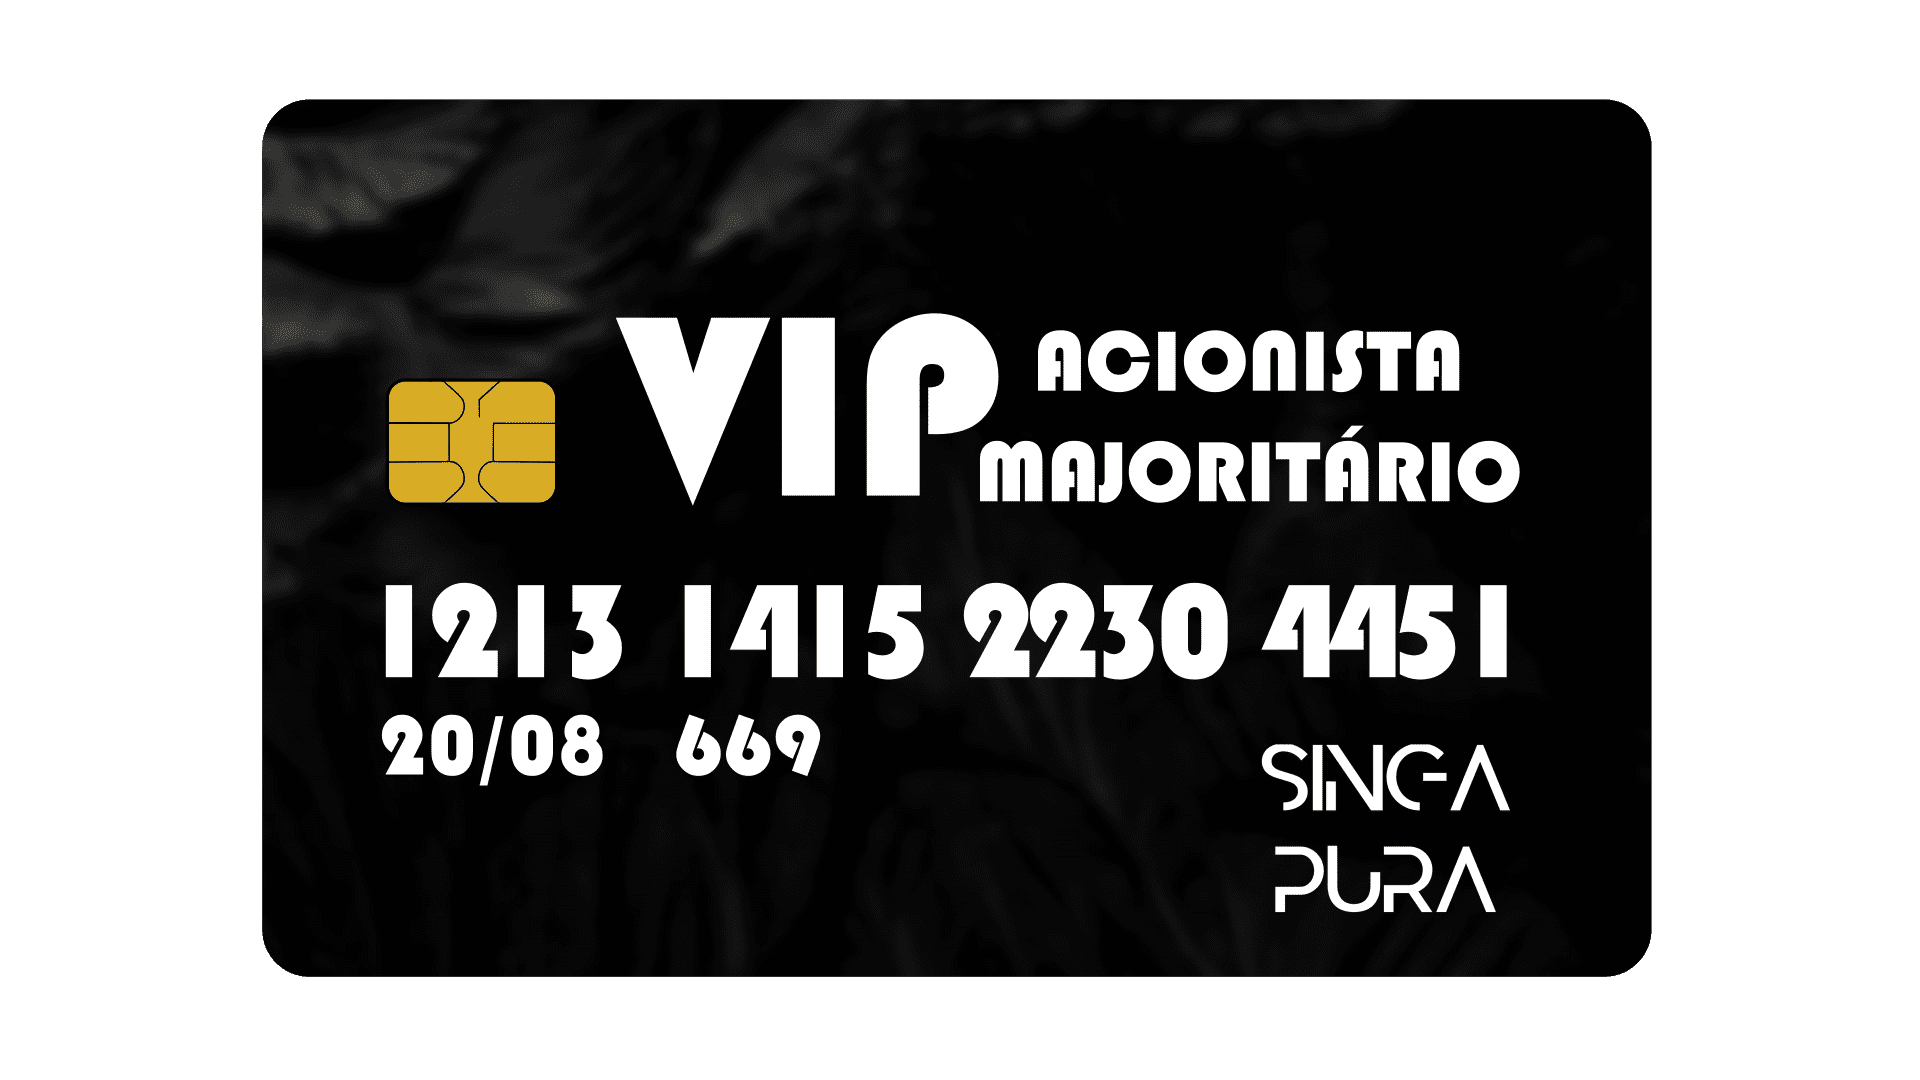 VIP ACIONISTA
MAJORITÁRIO
1213 1415 2230 4451
20/08 669
SINGA
PURA